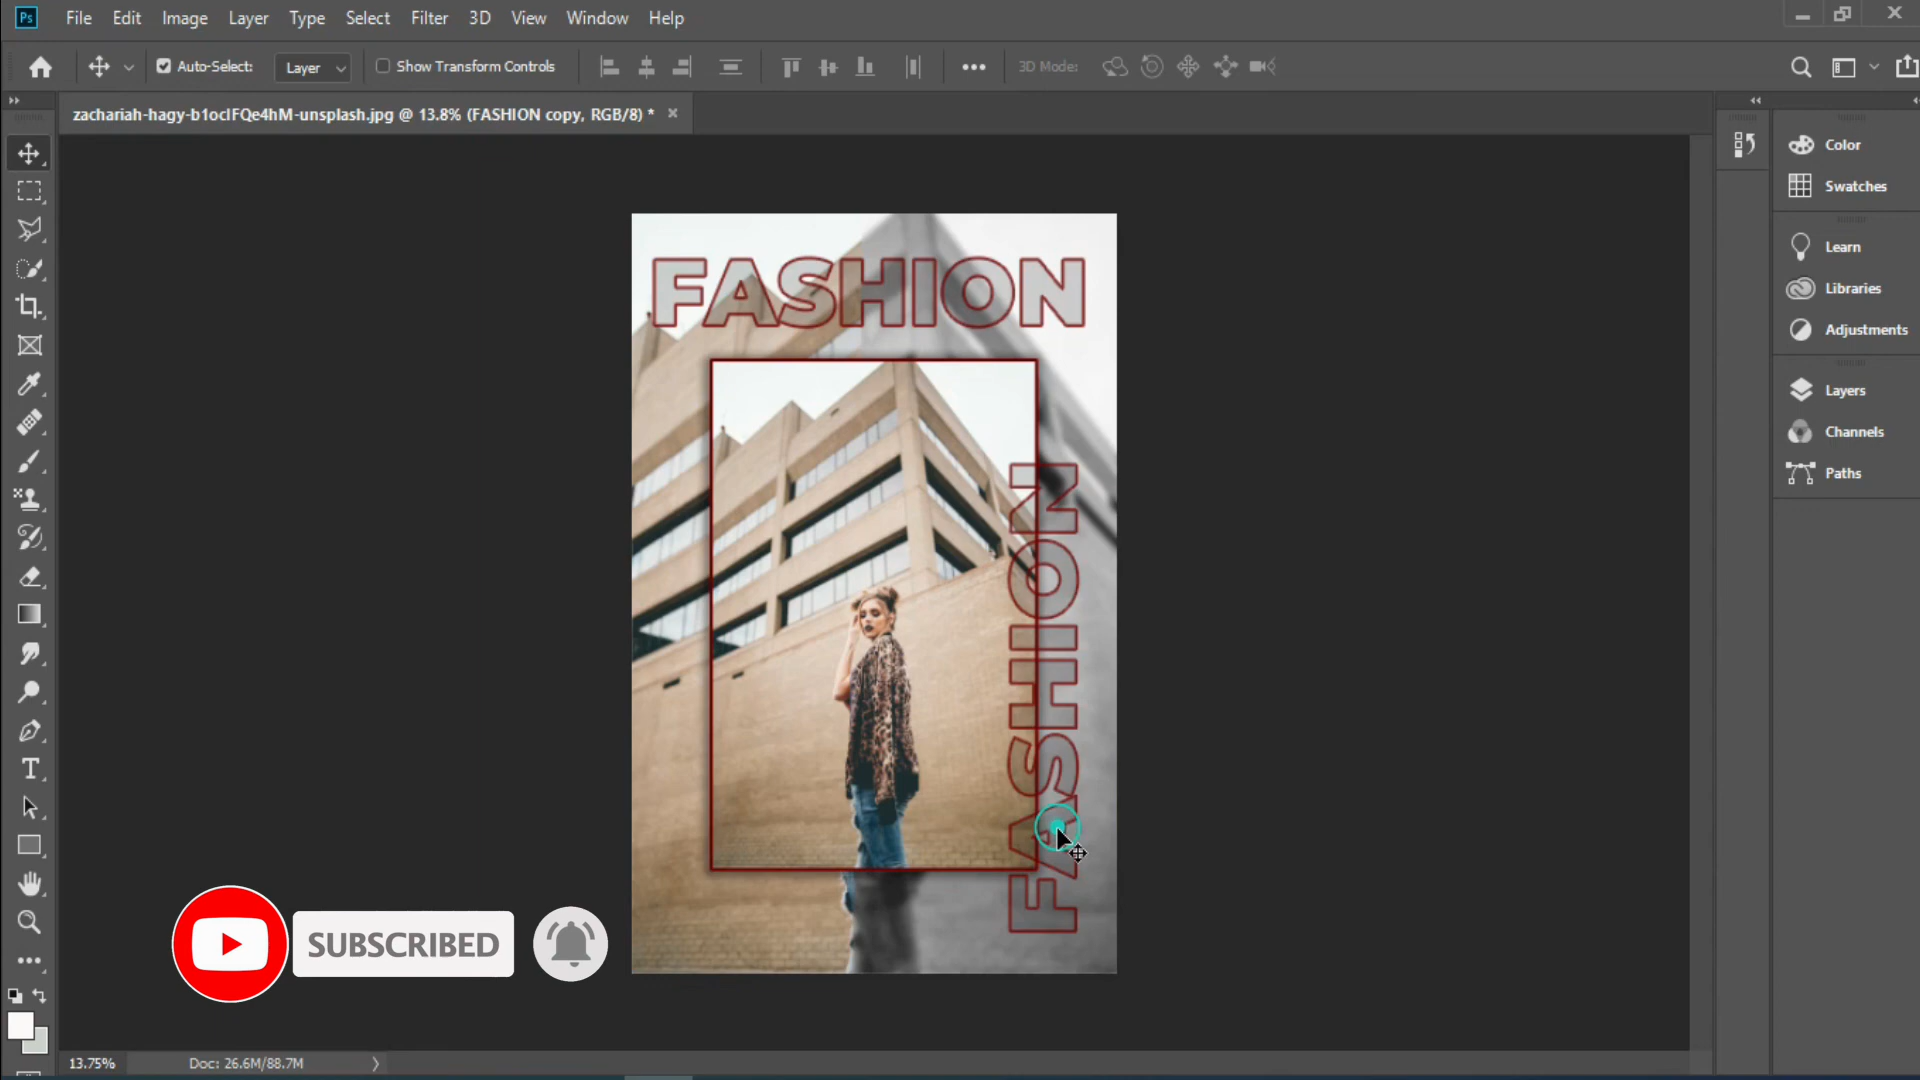 Ps File Edit Image Layer Type Select Filter 3D View Window Help
Auto-Select: Layer Show Transform Controls 3D Mode:
zachariah-hagy-b1ocIFQe4hM-unsplash.jpg @ 13.8% (FASHION copy, RGB/8) *
Color
Swatches
Learn
Libraries
Adjustments
Layers
Channels
Paths
FASHION
FASHION
SUBSCRIBED
13.75% Doc: 26.6M/88.7M